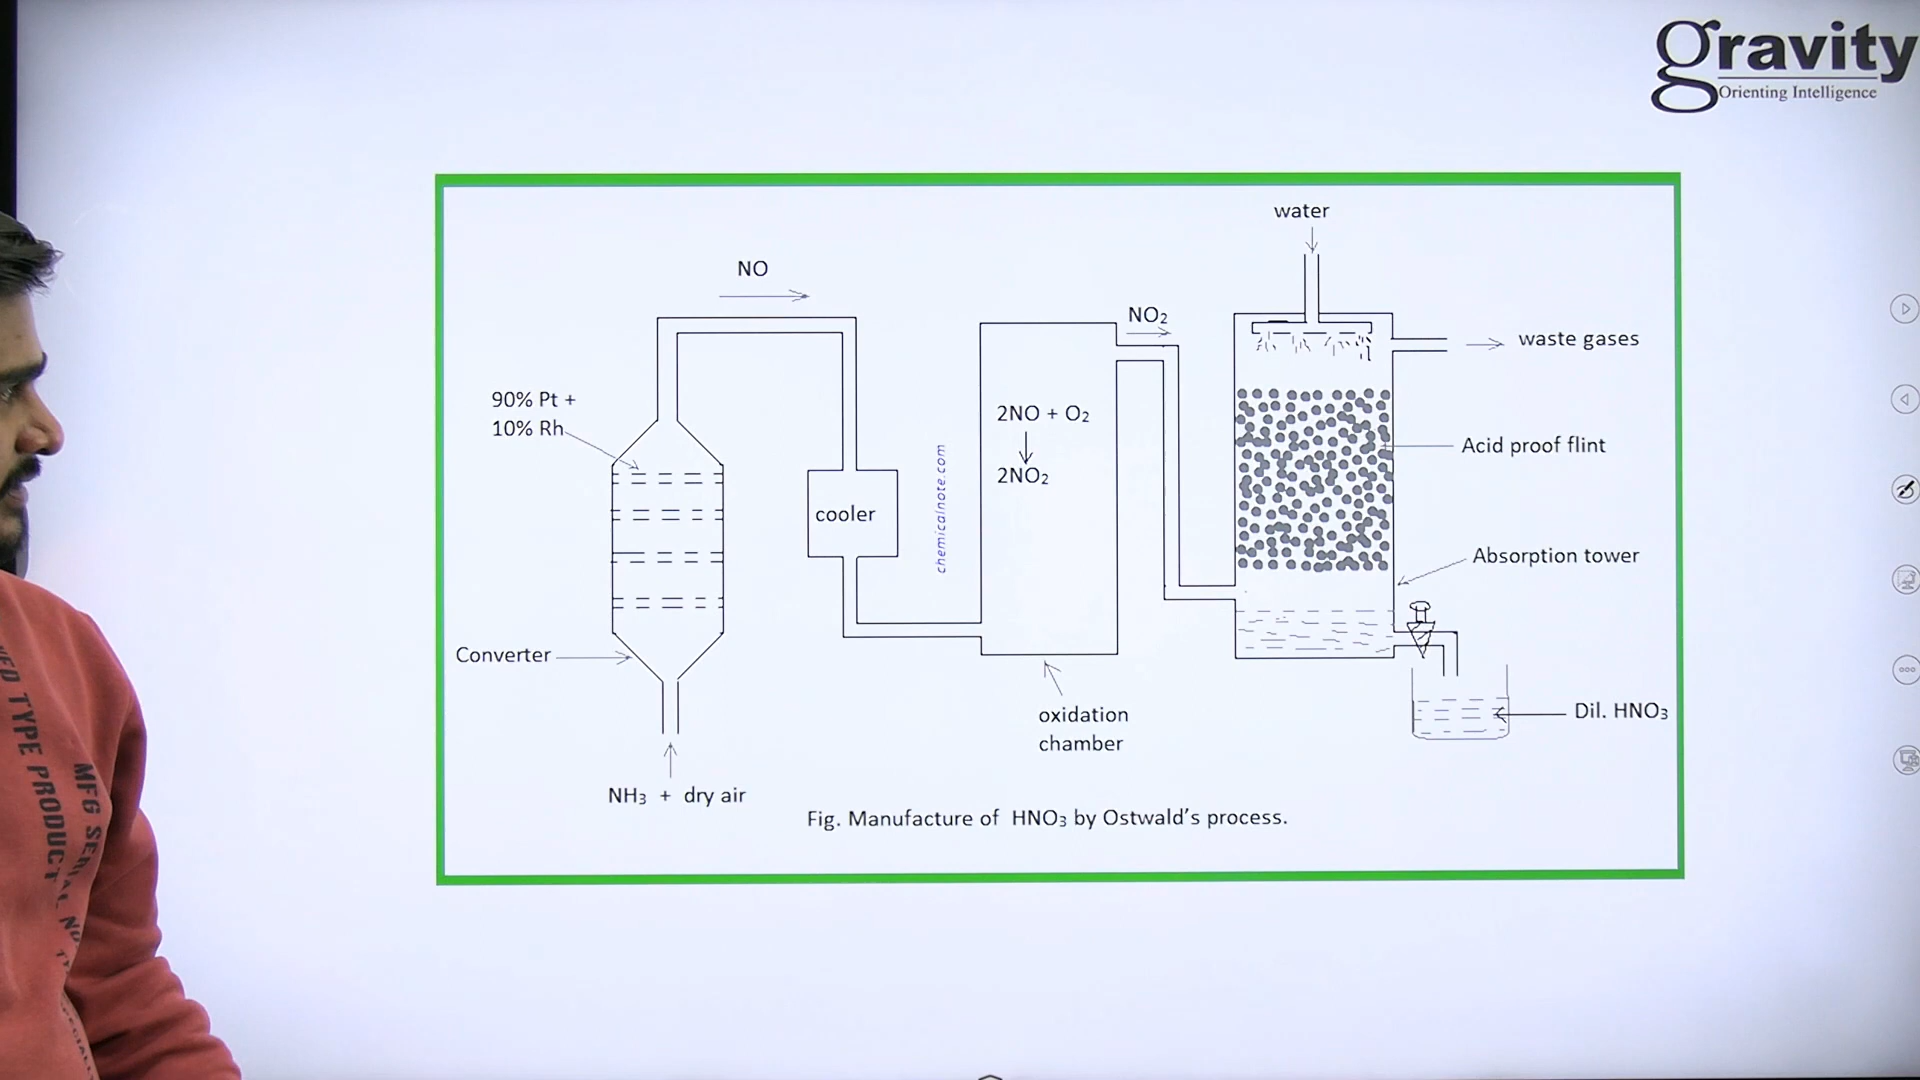 gravity
Orienting Intelligence
water
NO
NO₂
waste gases
90% Pt +
10% Rh
2NO + O₂
2NO₂
Acid proof flint
cooler
chemicalnote.com
Absorption tower
Converter
oxidation
chamber
Dil. HNO₃
NH₃ + dry air
Fig. Manufacture of HNO₃ by Ostwald's process.
TYPE PRODUCT
MFG SERIAL NO